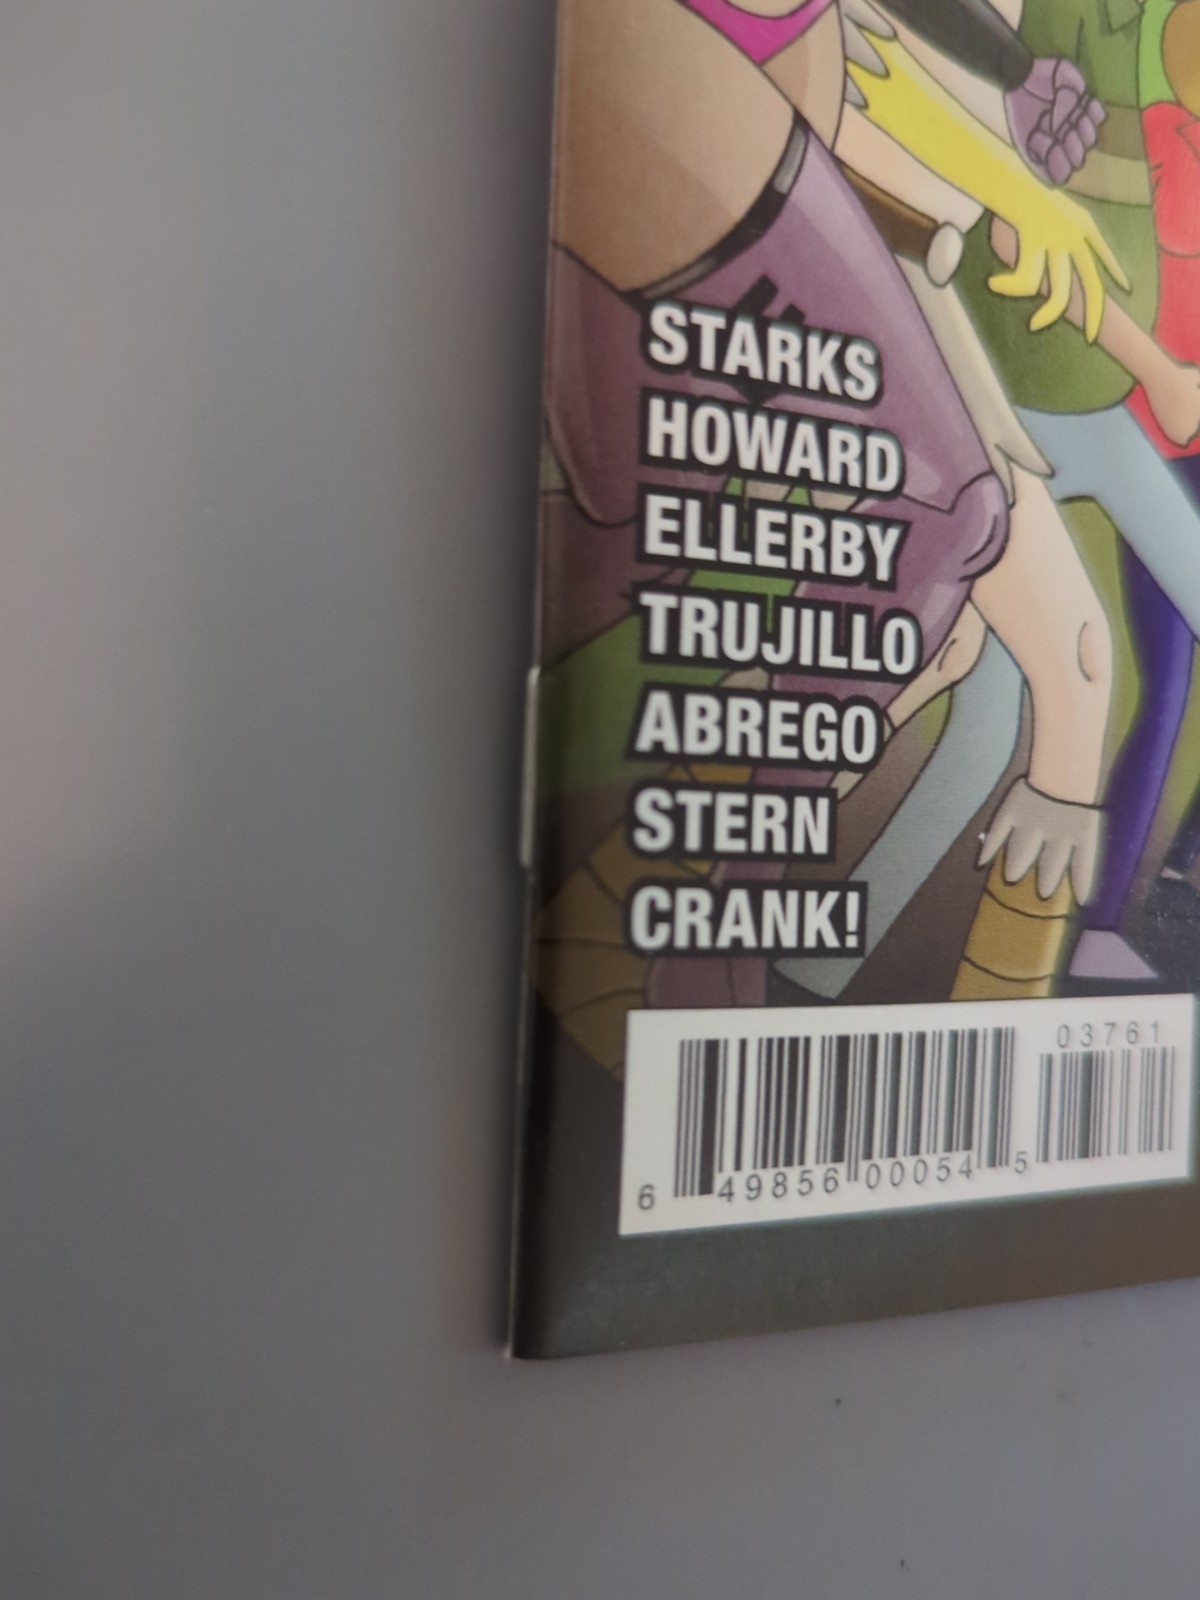 STARKS
HOWARD
ELLERBY
TRUJILLO
ABREGO
STERN
CRANK!
03761
6 49856 00054 5